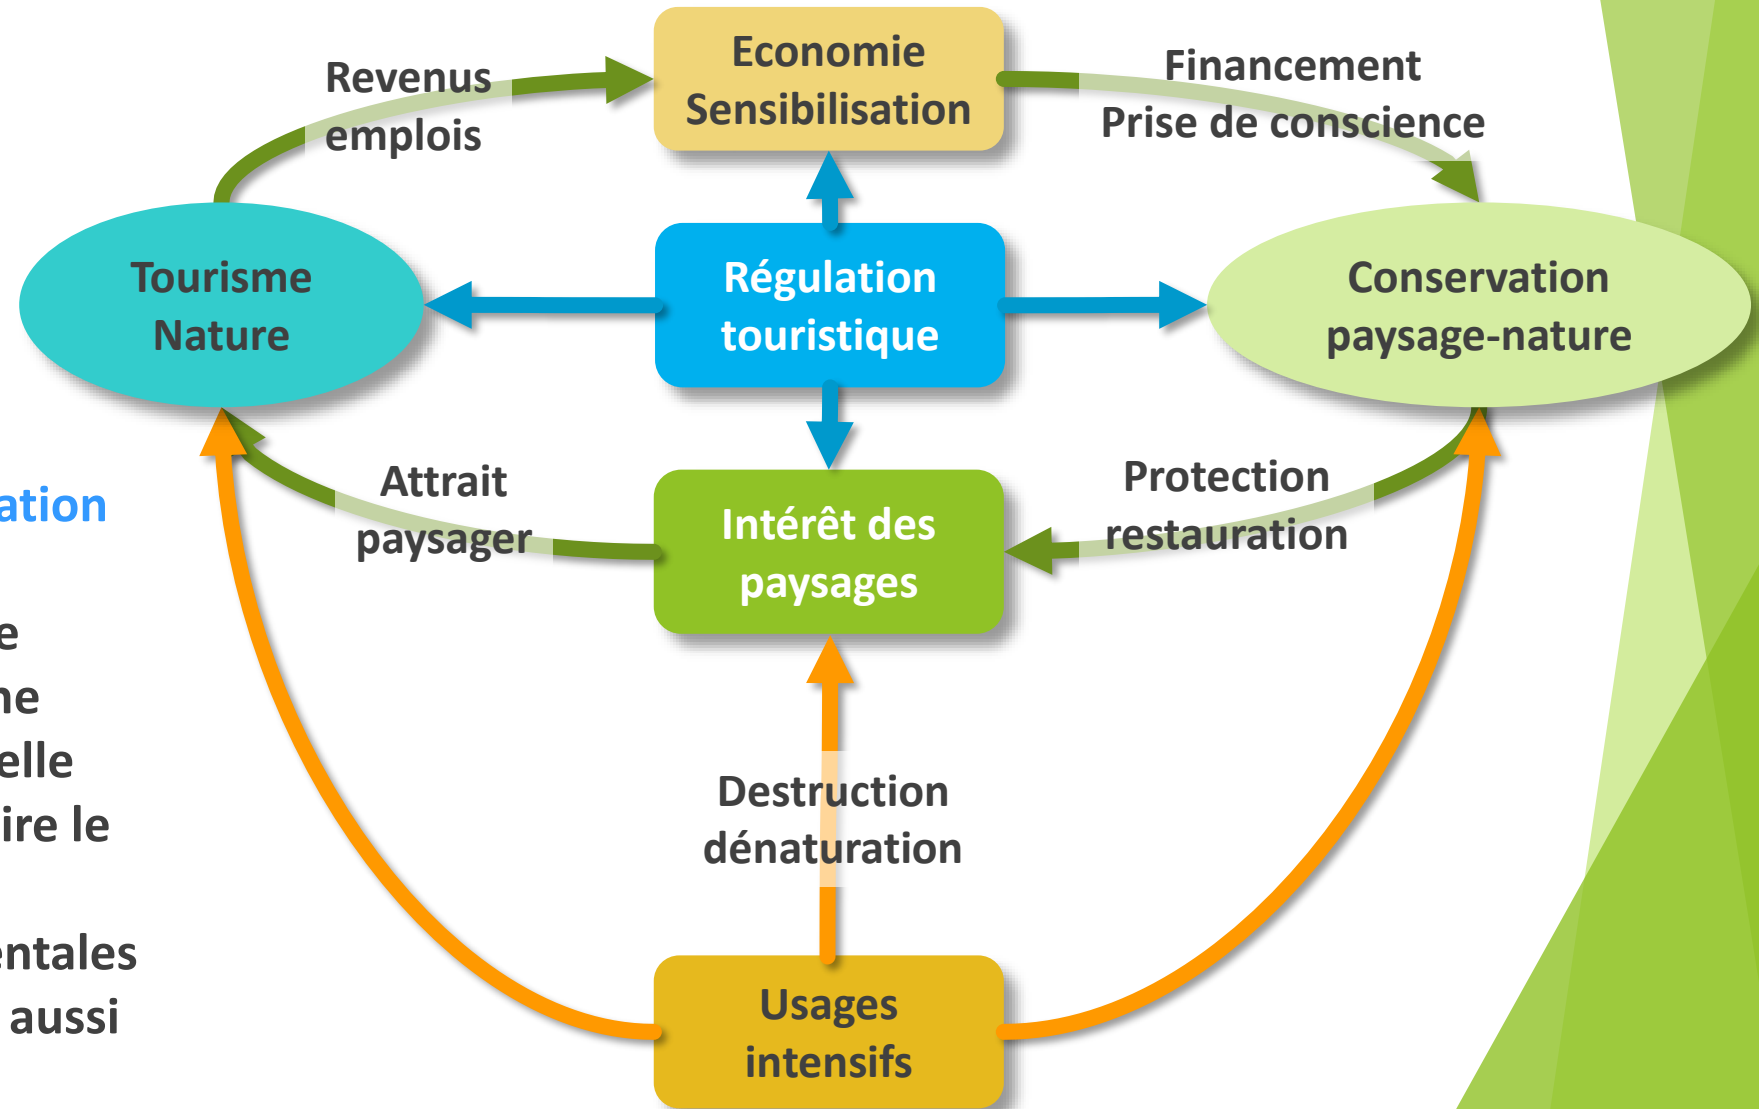 Revenus
emplois
Economie
Sensibilisation
Financement
Prise de conscience
Tourisme
Nature
Régulation
touristique
Conservation
paysage-nature
Attrait
paysager
Intérêt des
paysages
Protection
restauration
Destruction
dénaturation
Usages
intensifs
ation
e
ne
elle
ire le
entales
aussi